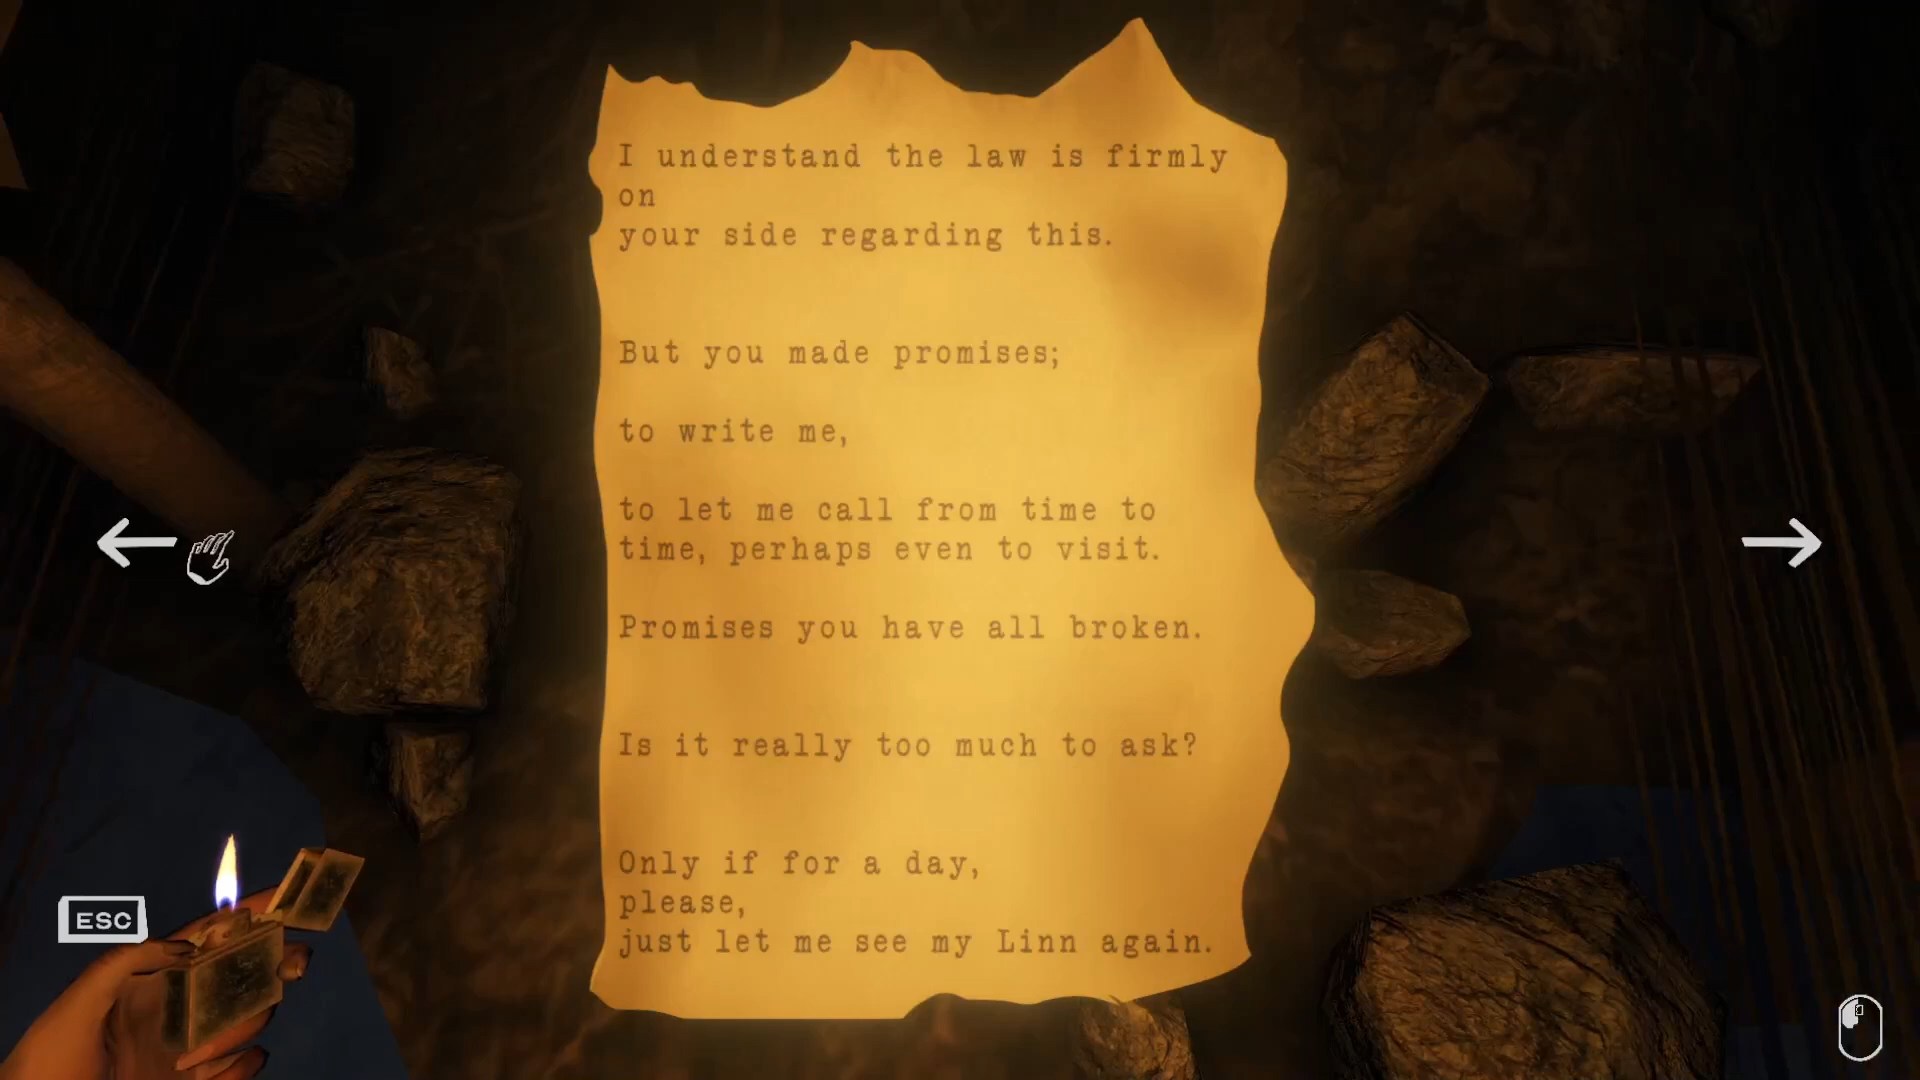 I understand the law is firmly
on
your side regarding this.
But you made promises;
to write me,
to let me call from time to
time, perhaps even to visit.
Promises you have all broken.
Is it really too much to ask?
Only if for a day,
please,
just let me see my Linn again.
ESC